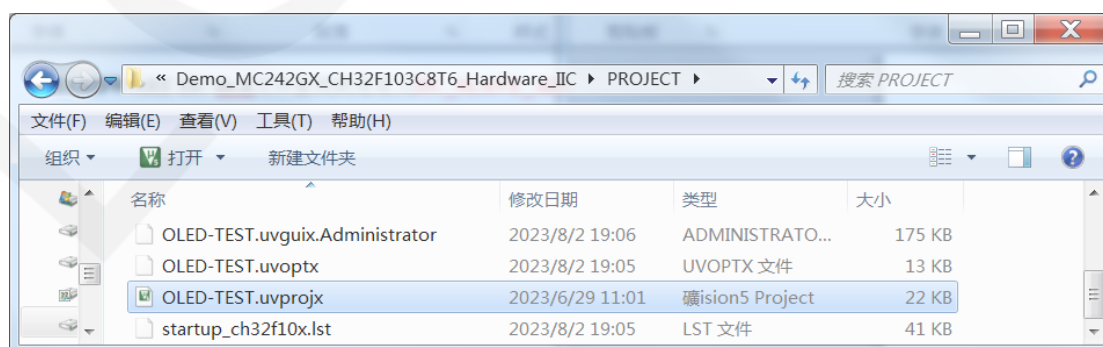 « Demo_MC242GX_CH32F103C8T6_Hardware_IIC ▸ PROJECT ▸ 搜索 PROJECT
文件(F) 编辑(E) 查看(V) 工具(T) 帮助(H)
组织 打开 新建文件夹
名称 修改日期 类型 大小
OLED-TEST.uvguix.Administrator 2023/8/2 19:06 ADMINISTRATO... 175 KB
OLED-TEST.uvoptx 2023/8/2 19:05 UVOPTX 文件 13 KB
OLED-TEST.uvprojx 2023/6/29 11:01 礦ision5 Project 22 KB
startup_ch32f10x.lst 2023/8/2 19:05 LST 文件 41 KB